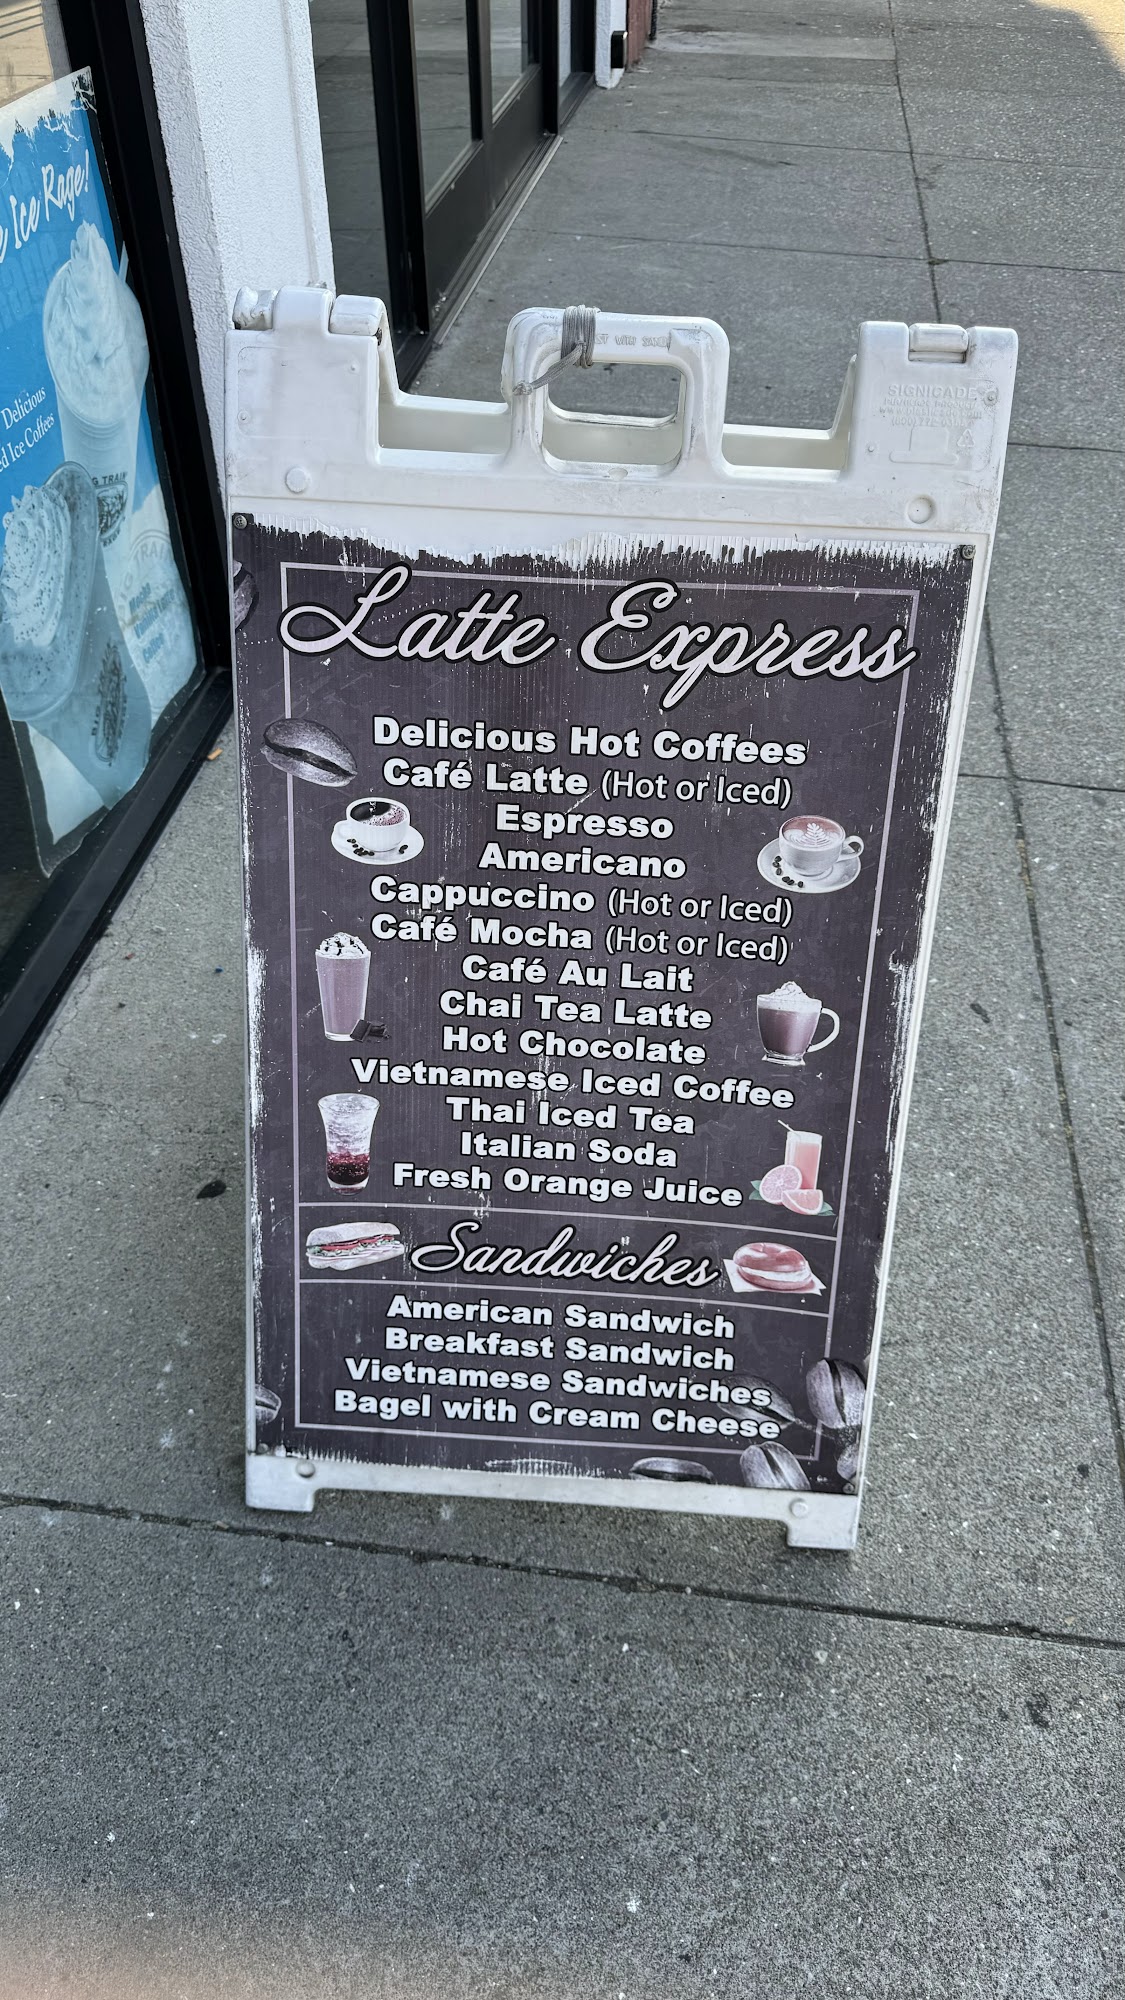 Ice Rage!
Delicious
Ice Coffees
SIGNICADE
Latte Express
Delicious Hot Coffees
Café Latte (Hot or Iced)
Espresso
Americano
Cappuccino (Hot or Iced)
Café Mocha (Hot or Iced)
Café Au Lait
Chai Tea Latte
Hot Chocolate
Vietnamese Iced Coffee
Thai Iced Tea
Italian Soda
Fresh Orange Juice
Sandwiches
American Sandwich
Breakfast Sandwich
Vietnamese Sandwiches
Bagel with Cream Cheese